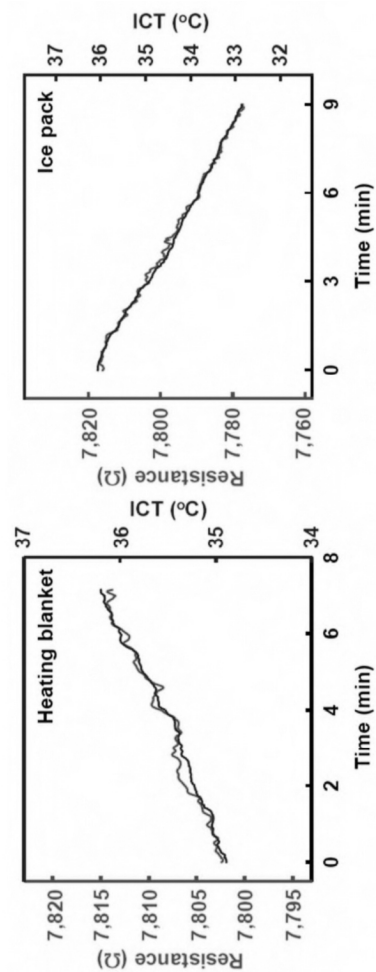 Heating blanket
Resistance (Ω)
7,820
7,815
7,810
7,805
7,800
7,795
ICT (°C)
37
36
35
34
0 2 4 6 8
Time (min)
Ice pack
Resistance (Ω)
7,820
7,800
7,780
7,760
ICT (°C)
37
36
35
34
33
32
0 3 6 9
Time (min)